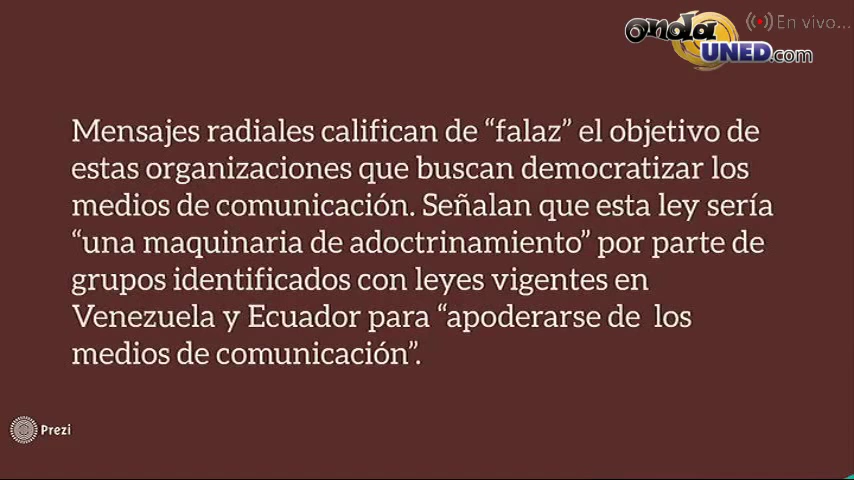 onda UNED.com
En vivo...
Mensajes radiales califican de “falaz” el objetivo de
estas organizaciones que buscan democratizar los
medios de comunicación. Señalan que esta ley sería
“una maquinaria de adoctrinamiento” por parte de
grupos identificados con leyes vigentes en
Venezuela y Ecuador para “apoderarse de  los
medios de comunicación”.
Prezi